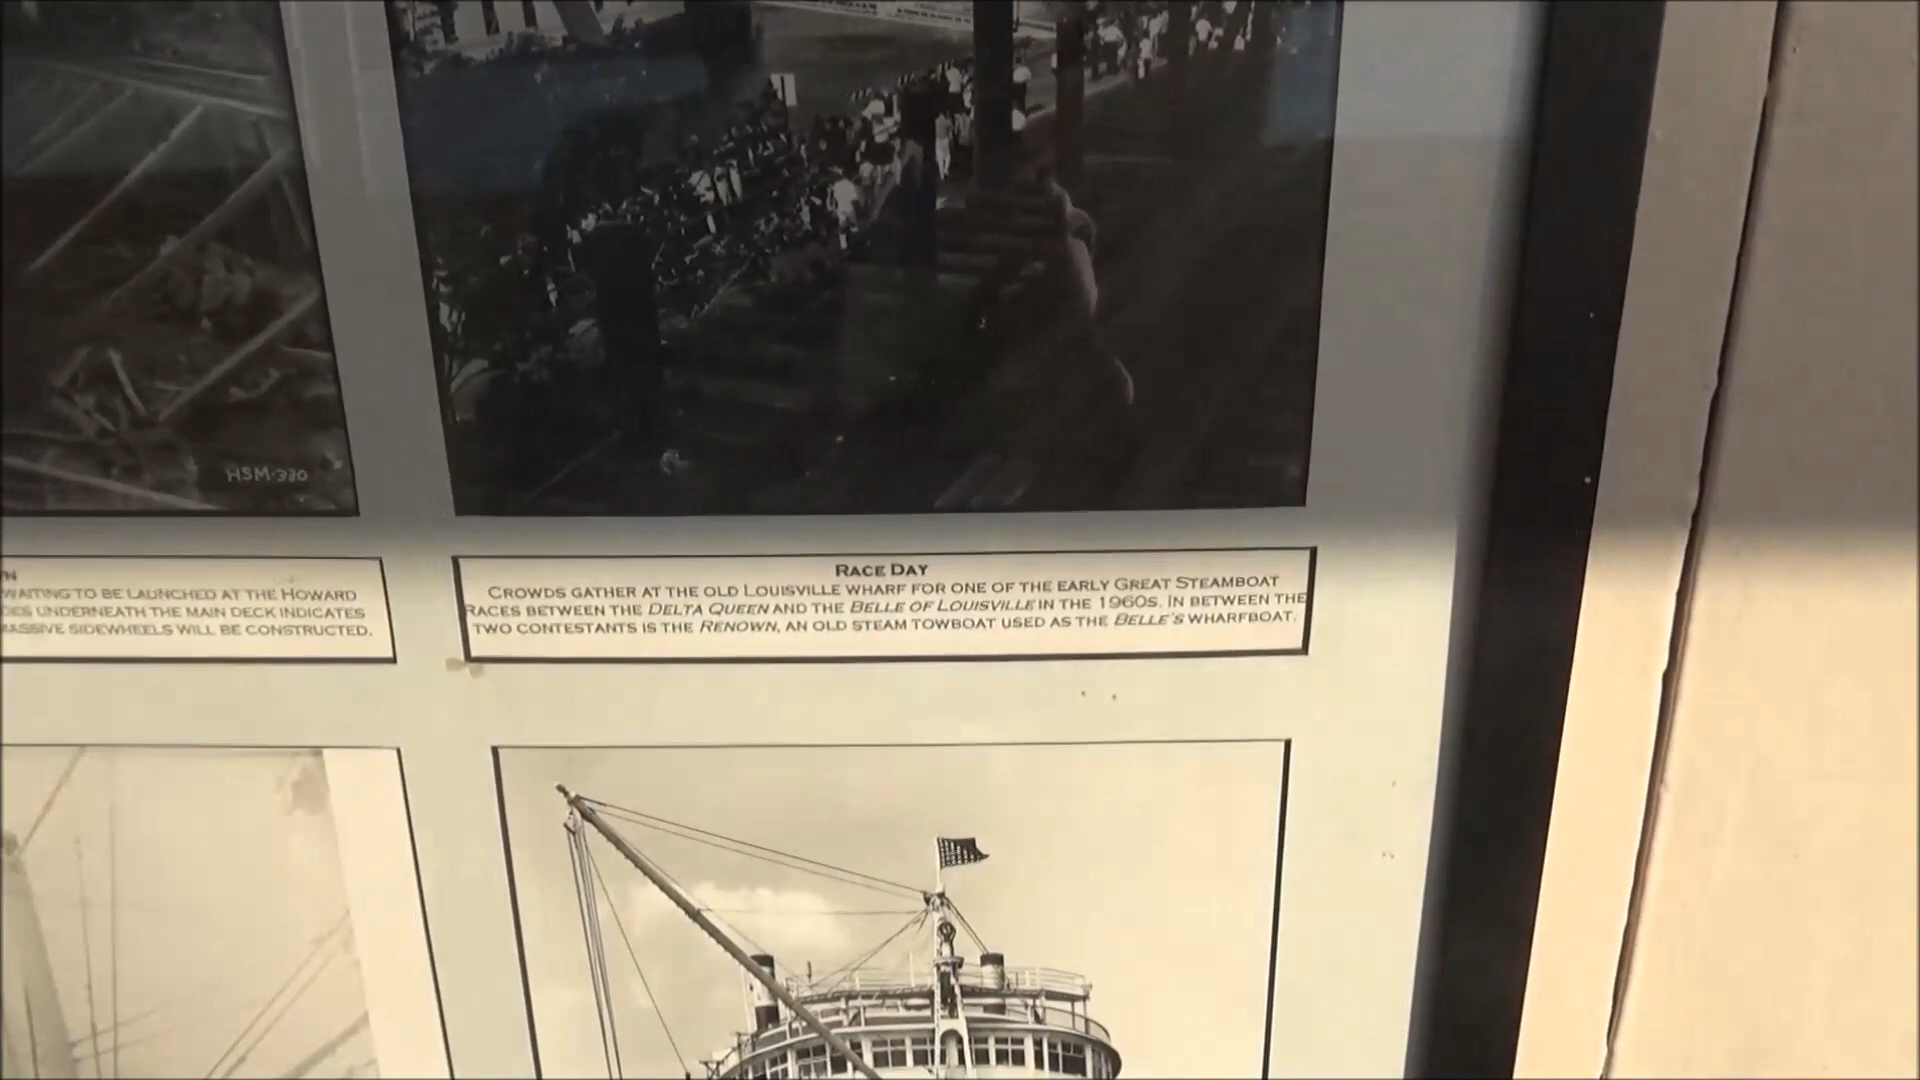 HSM-330
WAITING TO BE LAUNCHED AT THE HOWARD
UNDERNEATH THE MAIN DECK INDICATES
MASSIVE SIDEWHEELS WILL BE CONSTRUCTED.
RACE DAY
CROWDS GATHER AT THE OLD LOUISVILLE WHARF FOR ONE OF THE EARLY GREAT STEAMBOAT
RACES BETWEEN THE DELTA QUEEN AND THE BELLE OF LOUISVILLE IN THE 1960S. IN BETWEEN THE
TWO CONTESTANTS IS THE RENOWN, AN OLD STEAM TOWBOAT USED AS THE BELLE'S WHARFBOAT.